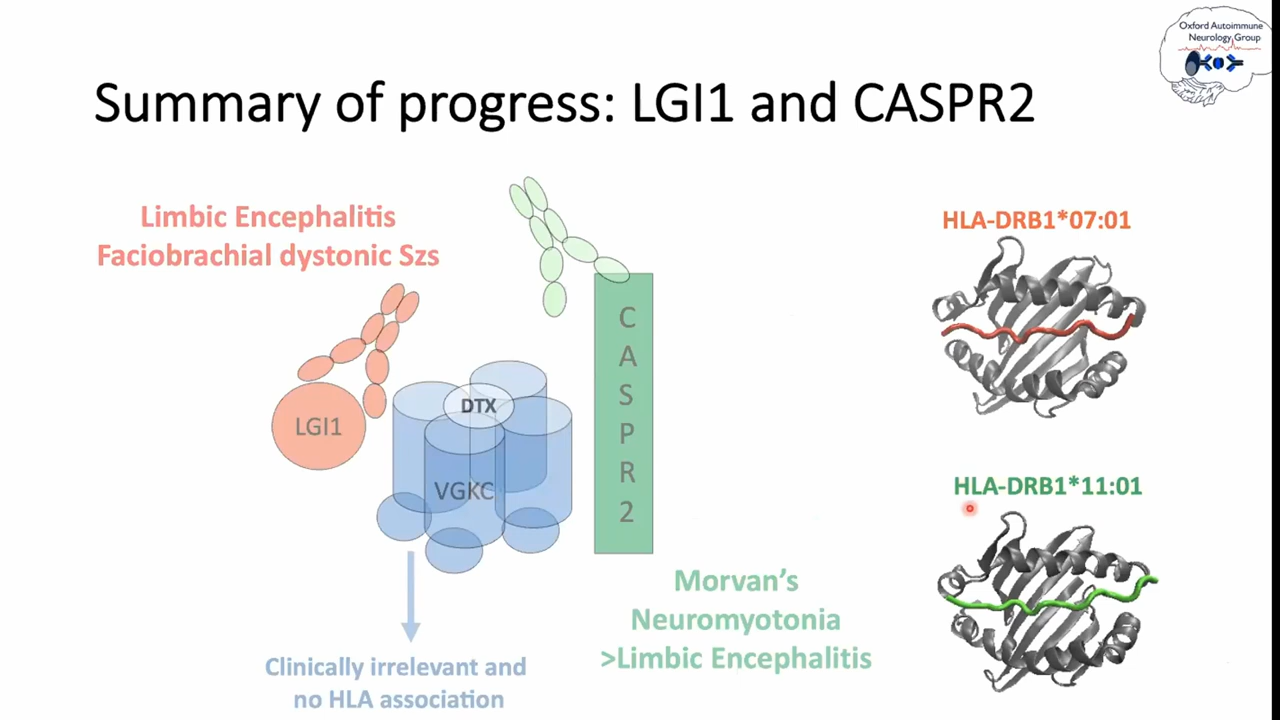 Oxford Autoimmune
Neurology Group
Summary of progress: LGI1 and CASPR2
Limbic Encephalitis
Faciobrachial dystonic Szs
HLA-DRB1*07:01
C
A
S
P
R
2
DTX
LGI1
VGKC
HLA-DRB1*11:01
Morvan's
Neuromyotonia
>Limbic Encephalitis
Clinically irrelevant and
no HLA association